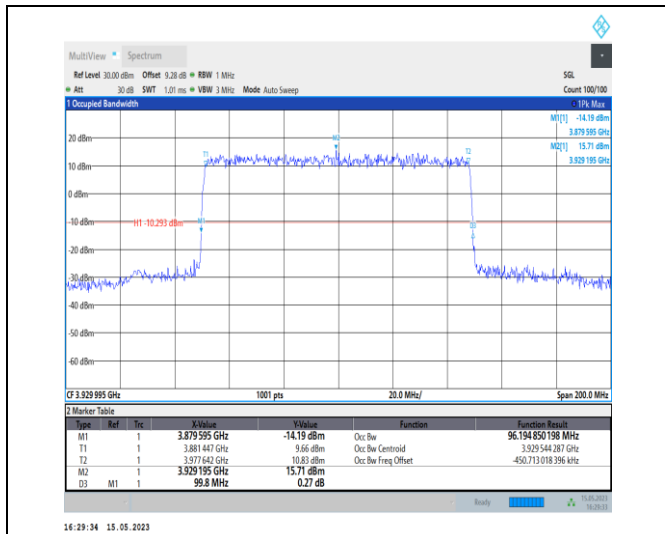 MultiView Spectrum
Ref Level 30.00 dBm Offset 9.28 dB RBW 1 MHz SGL
Att 30 dB SWT 1.01 ms VBW 3 MHz Mode Auto Sweep Count 100/100
1 Occupied Bandwidth 1Pk Max
M1[1] -14.19 dBm
3.879 595 GHz
M2[1] 15.71 dBm
3.929 195 GHz
20 dBm
M2
T1
T2
10 dBm
0 dBm
-10 dBm
H1 -10.293 dBm
M1
D3
-20 dBm
-30 dBm
-40 dBm
-50 dBm
-60 dBm
CF 3.929 995 GHz 1001 pts 20.0 MHz/ Span 200.0 MHz
2 Marker Table
Type Ref Trc X-Value Y-Value Function Function Result
M1 1 3.879 595 GHz -14.19 dBm Occ Bw 96.194 850 198 MHz
T1 1 3.881 447 GHz 9.66 dBm Occ Bw Centroid 3.929 544 287 GHz
T2 1 3.977 642 GHz 10.83 dBm Occ Bw Freq Offset -450.713 018 396 kHz
M2 1 3.929 195 GHz 15.71 dBm
D3 M1 1 99.8 MHz 0.27 dB
Ready 15.05.2023
16:29:33
16:29:34 15.05.2023